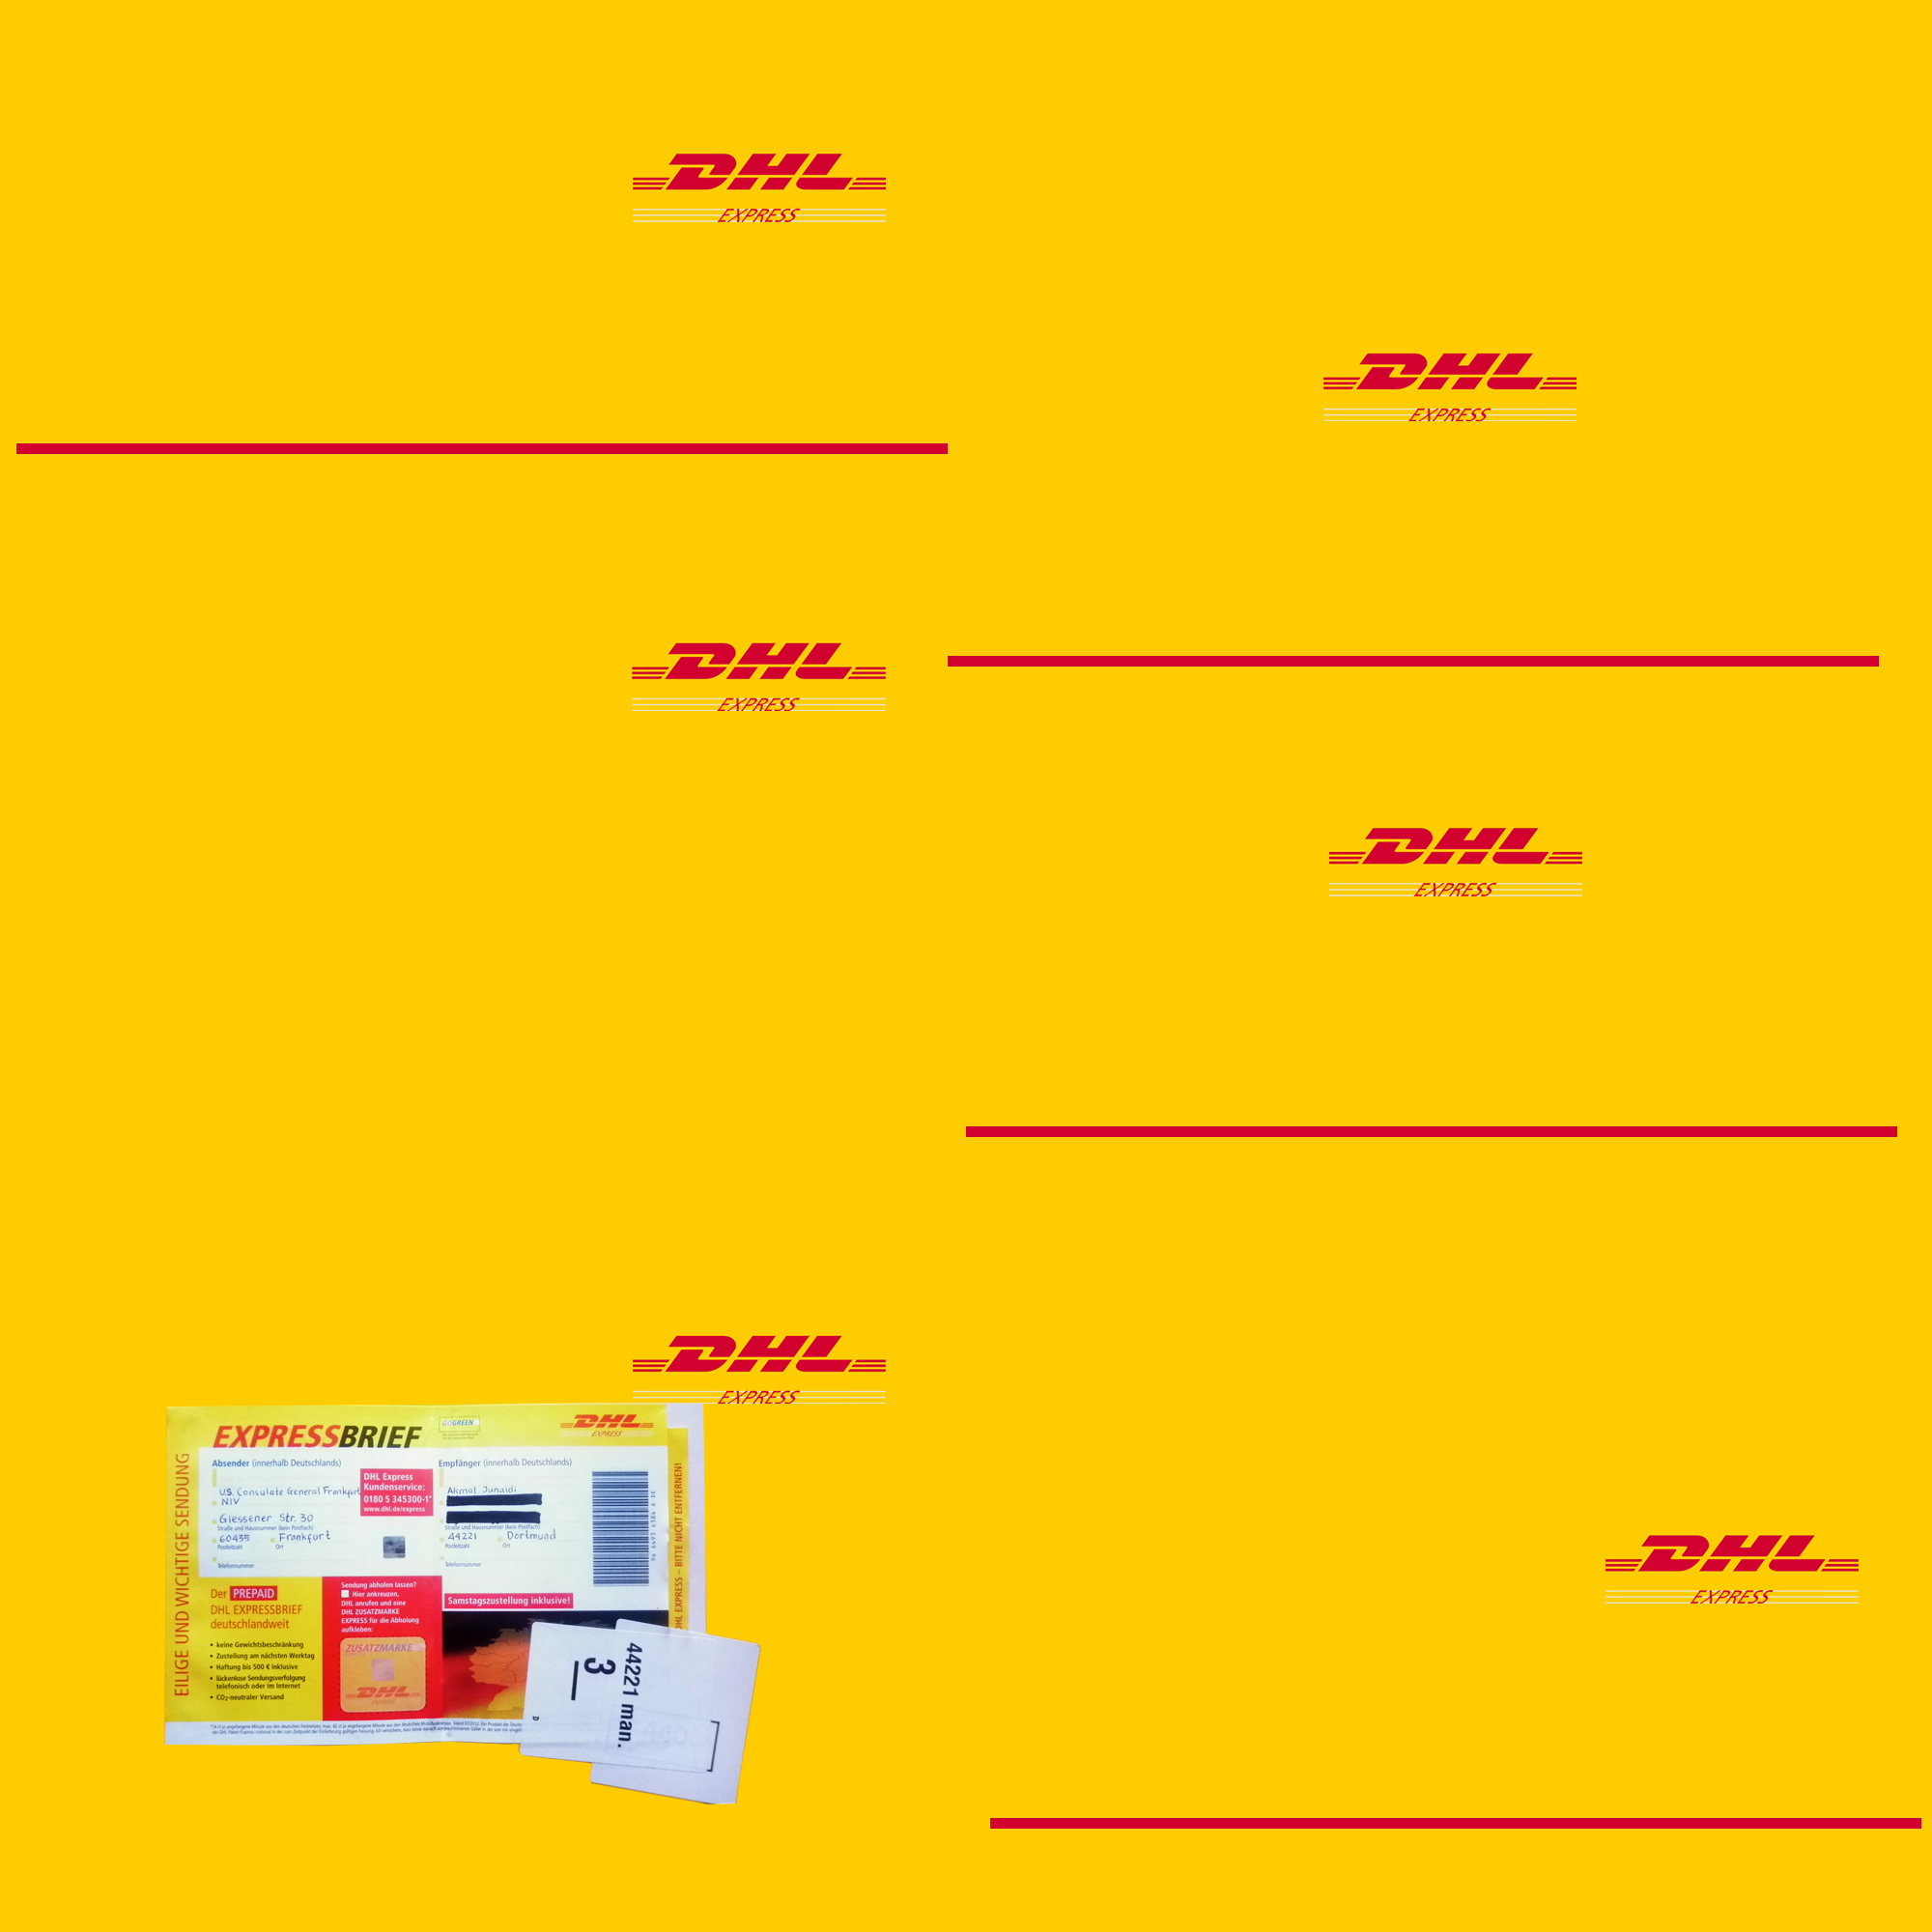 DHL
EXPRESS
DHL
EXPRESS
DHL
EXPRESS
DHL
EXPRESS
DHL
EXPRESS
DHL
EXPRESS
EILIGE UND WICHTIGE SENDUNG
EXPRESSBRIEF
GOGREEN
DHL
EXPRESS
Absender (innerhalb Deutschlands)
U.S. Consulate General Frankfurt
NIV
Giessener Str. 30
Straße und Hausnummer (kein Postfach)
60435 Frankfurt
Postleitzahl Ort
Telefonnummer
DHL Express
Kundenservice:
0180 5 345300-1*
www.dhl.de/express
Empfänger (innerhalb Deutschlands)
Akmal Junaidi
Straße und Hausnummer (kein Postfach)
44221 Dortmund
Postleitzahl Ort
Telefonnummer
DHL EXPRESS – BITTE NICHT ENTFERNEN!
Der PREPAID
DHL EXPRESSBRIEF
deutschlandweit
• keine Gewichtsbeschränkung
• Zustellung am nächsten Werktag
• Haftung bis 500 € inklusive
• lückenlose Sendungsverfolgung
telefonisch oder im Internet
• CO₂-neutraler Versand
Sendung abholen lassen?
Hier ankreuzen,
DHL anrufen und eine
DHL ZUSATZMARKE
EXPRESS für die Abholung
aufkleben:
ZUSATZMARKE
DHL
EXPRESS
Samstagszustellung inklusive!
44221 man.
3